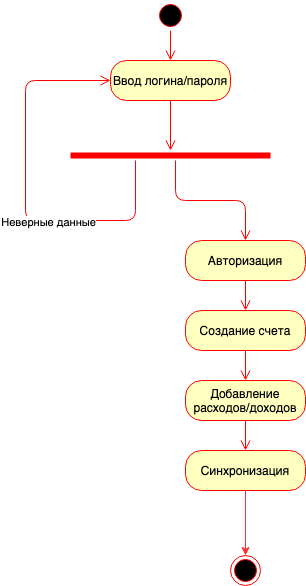 Ввод логина/пароля
Неверные данные
Авторизация
Создание счета
Добавление
расходов/доходов
Синхронизация